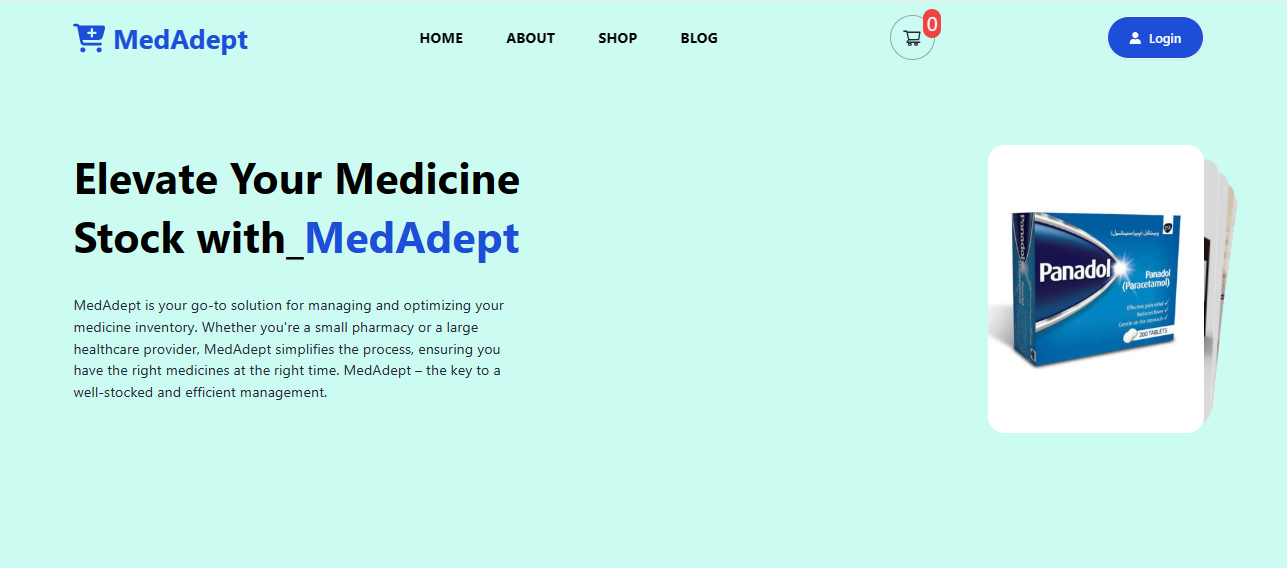 MedAdept
HOME ABOUT SHOP BLOG
0
Login
Elevate Your Medicine
Stock with_MedAdept
MedAdept is your go-to solution for managing and optimizing your
medicine inventory. Whether you're a small pharmacy or a large
healthcare provider, MedAdept simplifies the process, ensuring you
have the right medicines at the right time. MedAdept – the key to a
well-stocked and efficient management.
Panadol
Panadol
Panadol
(Paracetamol)
Effective pain relief ✓
Reduces fever ✓
Gentle on the stomach ✓
200 TABLETS